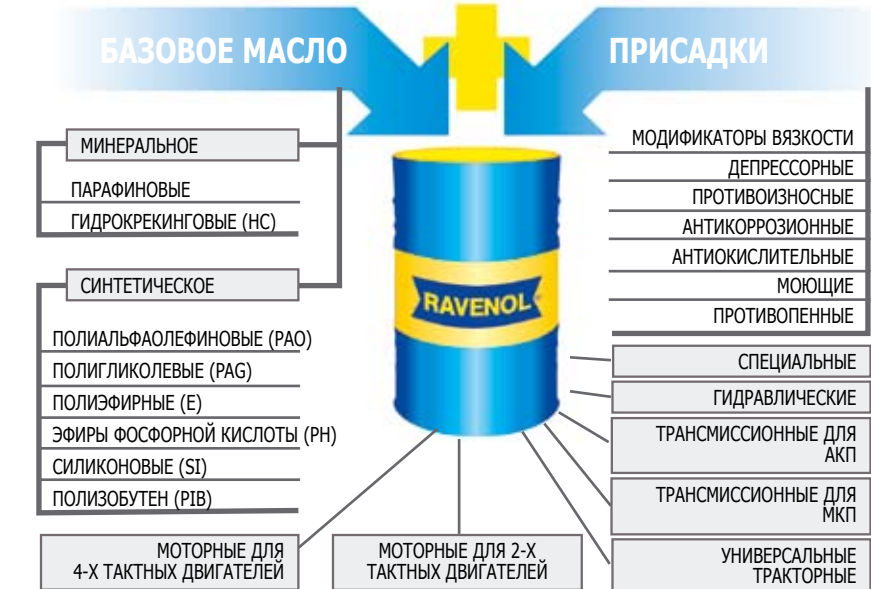 БАЗОВОЕ МАСЛО
ПРИСАДКИ
МИНЕРАЛЬНОЕ
ПАРАФИНОВЫЕ
ГИДРОКРЕКИНГОВЫЕ (НС)
СИНТЕТИЧЕСКОЕ
ПОЛИАЛЬФАОЛЕФИНОВЫЕ (PAO)
ПОЛИГЛИКОЛЕВЫЕ (PAG)
ПОЛИЭФИРНЫЕ (E)
ЭФИРЫ ФОСФОРНОЙ КИСЛОТЫ (PH)
СИЛИКОНОВЫЕ (SI)
ПОЛИЗОБУТЕН (PIB)
RAVENOL
МОДИФИКАТОРЫ ВЯЗКОСТИ
ДЕПРЕССОРНЫЕ
ПРОТИВОИЗНОСНЫЕ
АНТИКОРРОЗИОННЫЕ
АНТИОКИСЛИТЕЛЬНЫЕ
МОЮЩИЕ
ПРОТИВОПЕННЫЕ
СПЕЦИАЛЬНЫЕ
ГИДРАВЛИЧЕСКИЕ
ТРАНСМИССИОННЫЕ ДЛЯ
АКП
ТРАНСМИССИОННЫЕ ДЛЯ
МКП
УНИВЕРСАЛЬНЫЕ
ТРАКТОРНЫЕ
МОТОРНЫЕ ДЛЯ
4-Х ТАКТНЫХ ДВИГАТЕЛЕЙ
МОТОРНЫЕ ДЛЯ 2-Х
ТАКТНЫХ ДВИГАТЕЛЕЙ